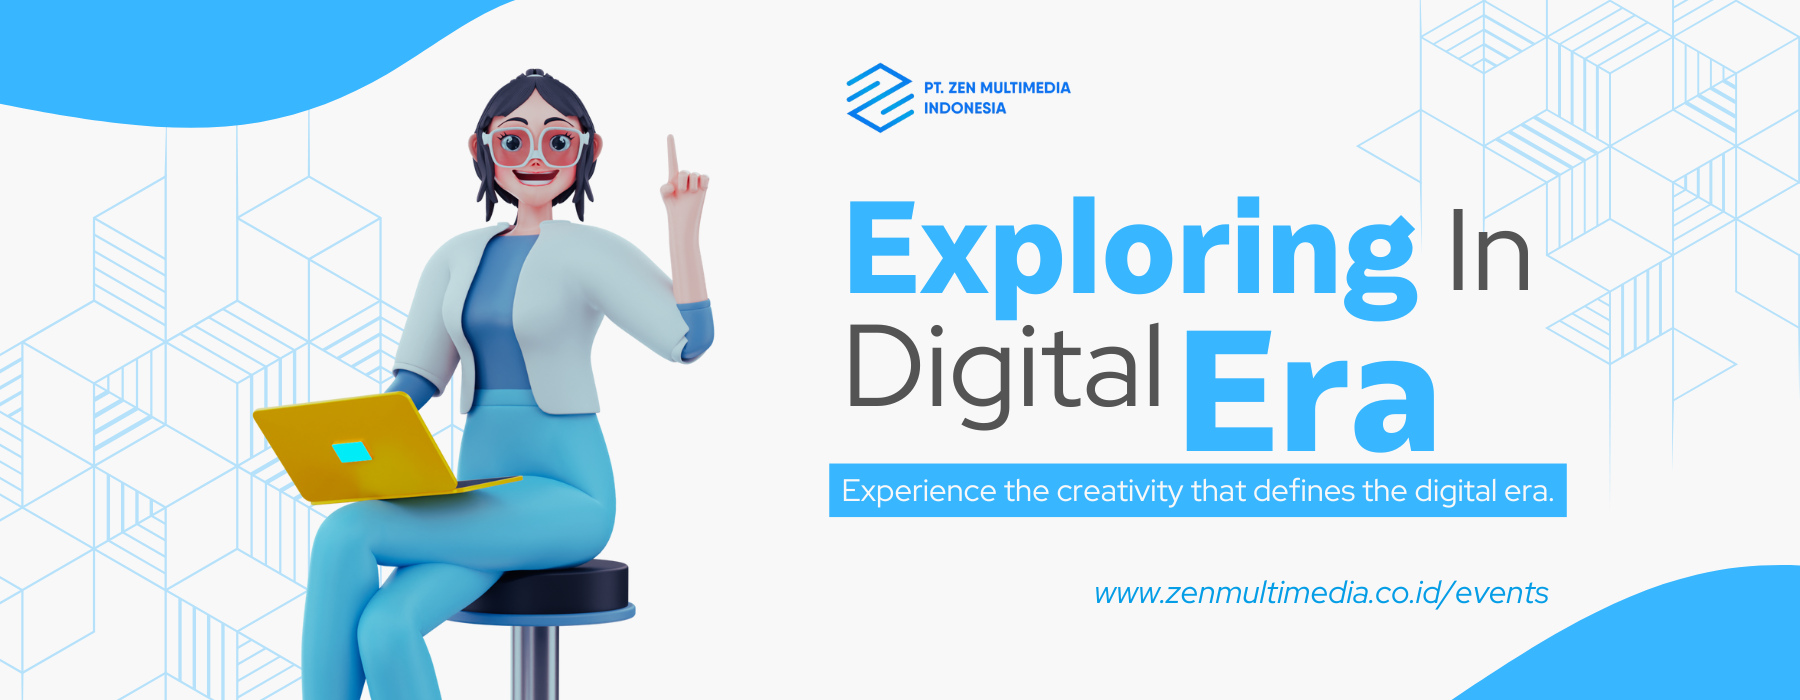 PT. ZEN MULTIMEDIA
INDONESIA
Exploring In
Digital Era
Experience the creativity that defines the digital era.
www.zenmultimedia.co.id/events